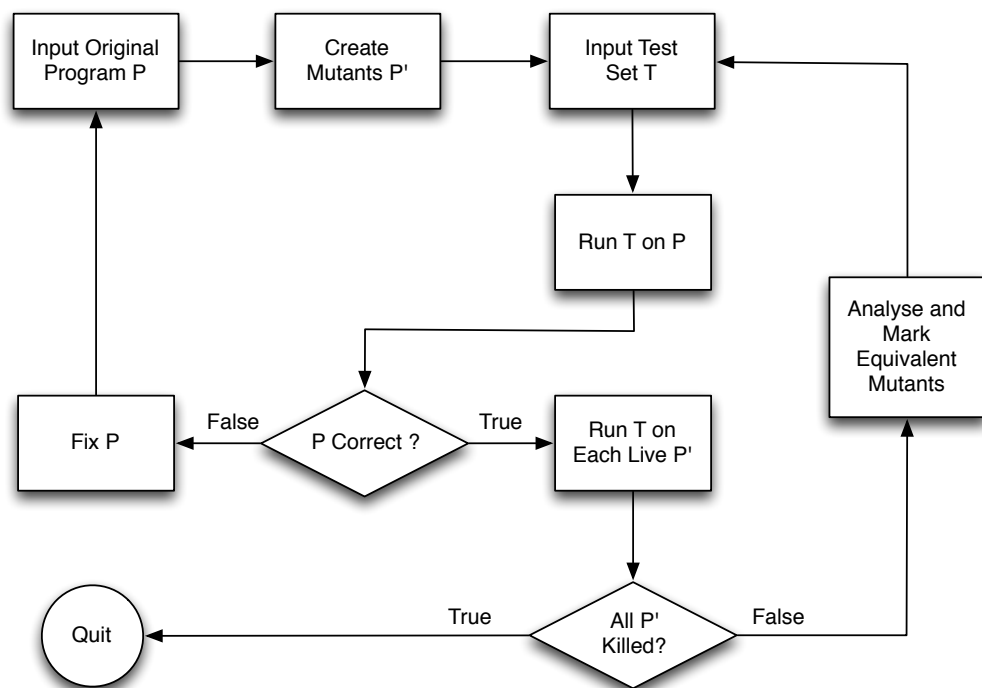 Input Original
Program P
Create
Mutants P'
Input Test
Set T
Run T on P
Analyse and
Mark
Equivalent
Mutants
Fix P
False
P Correct ?
True
Run T on
Each Live P'
Quit
True
All P'
Killed?
False